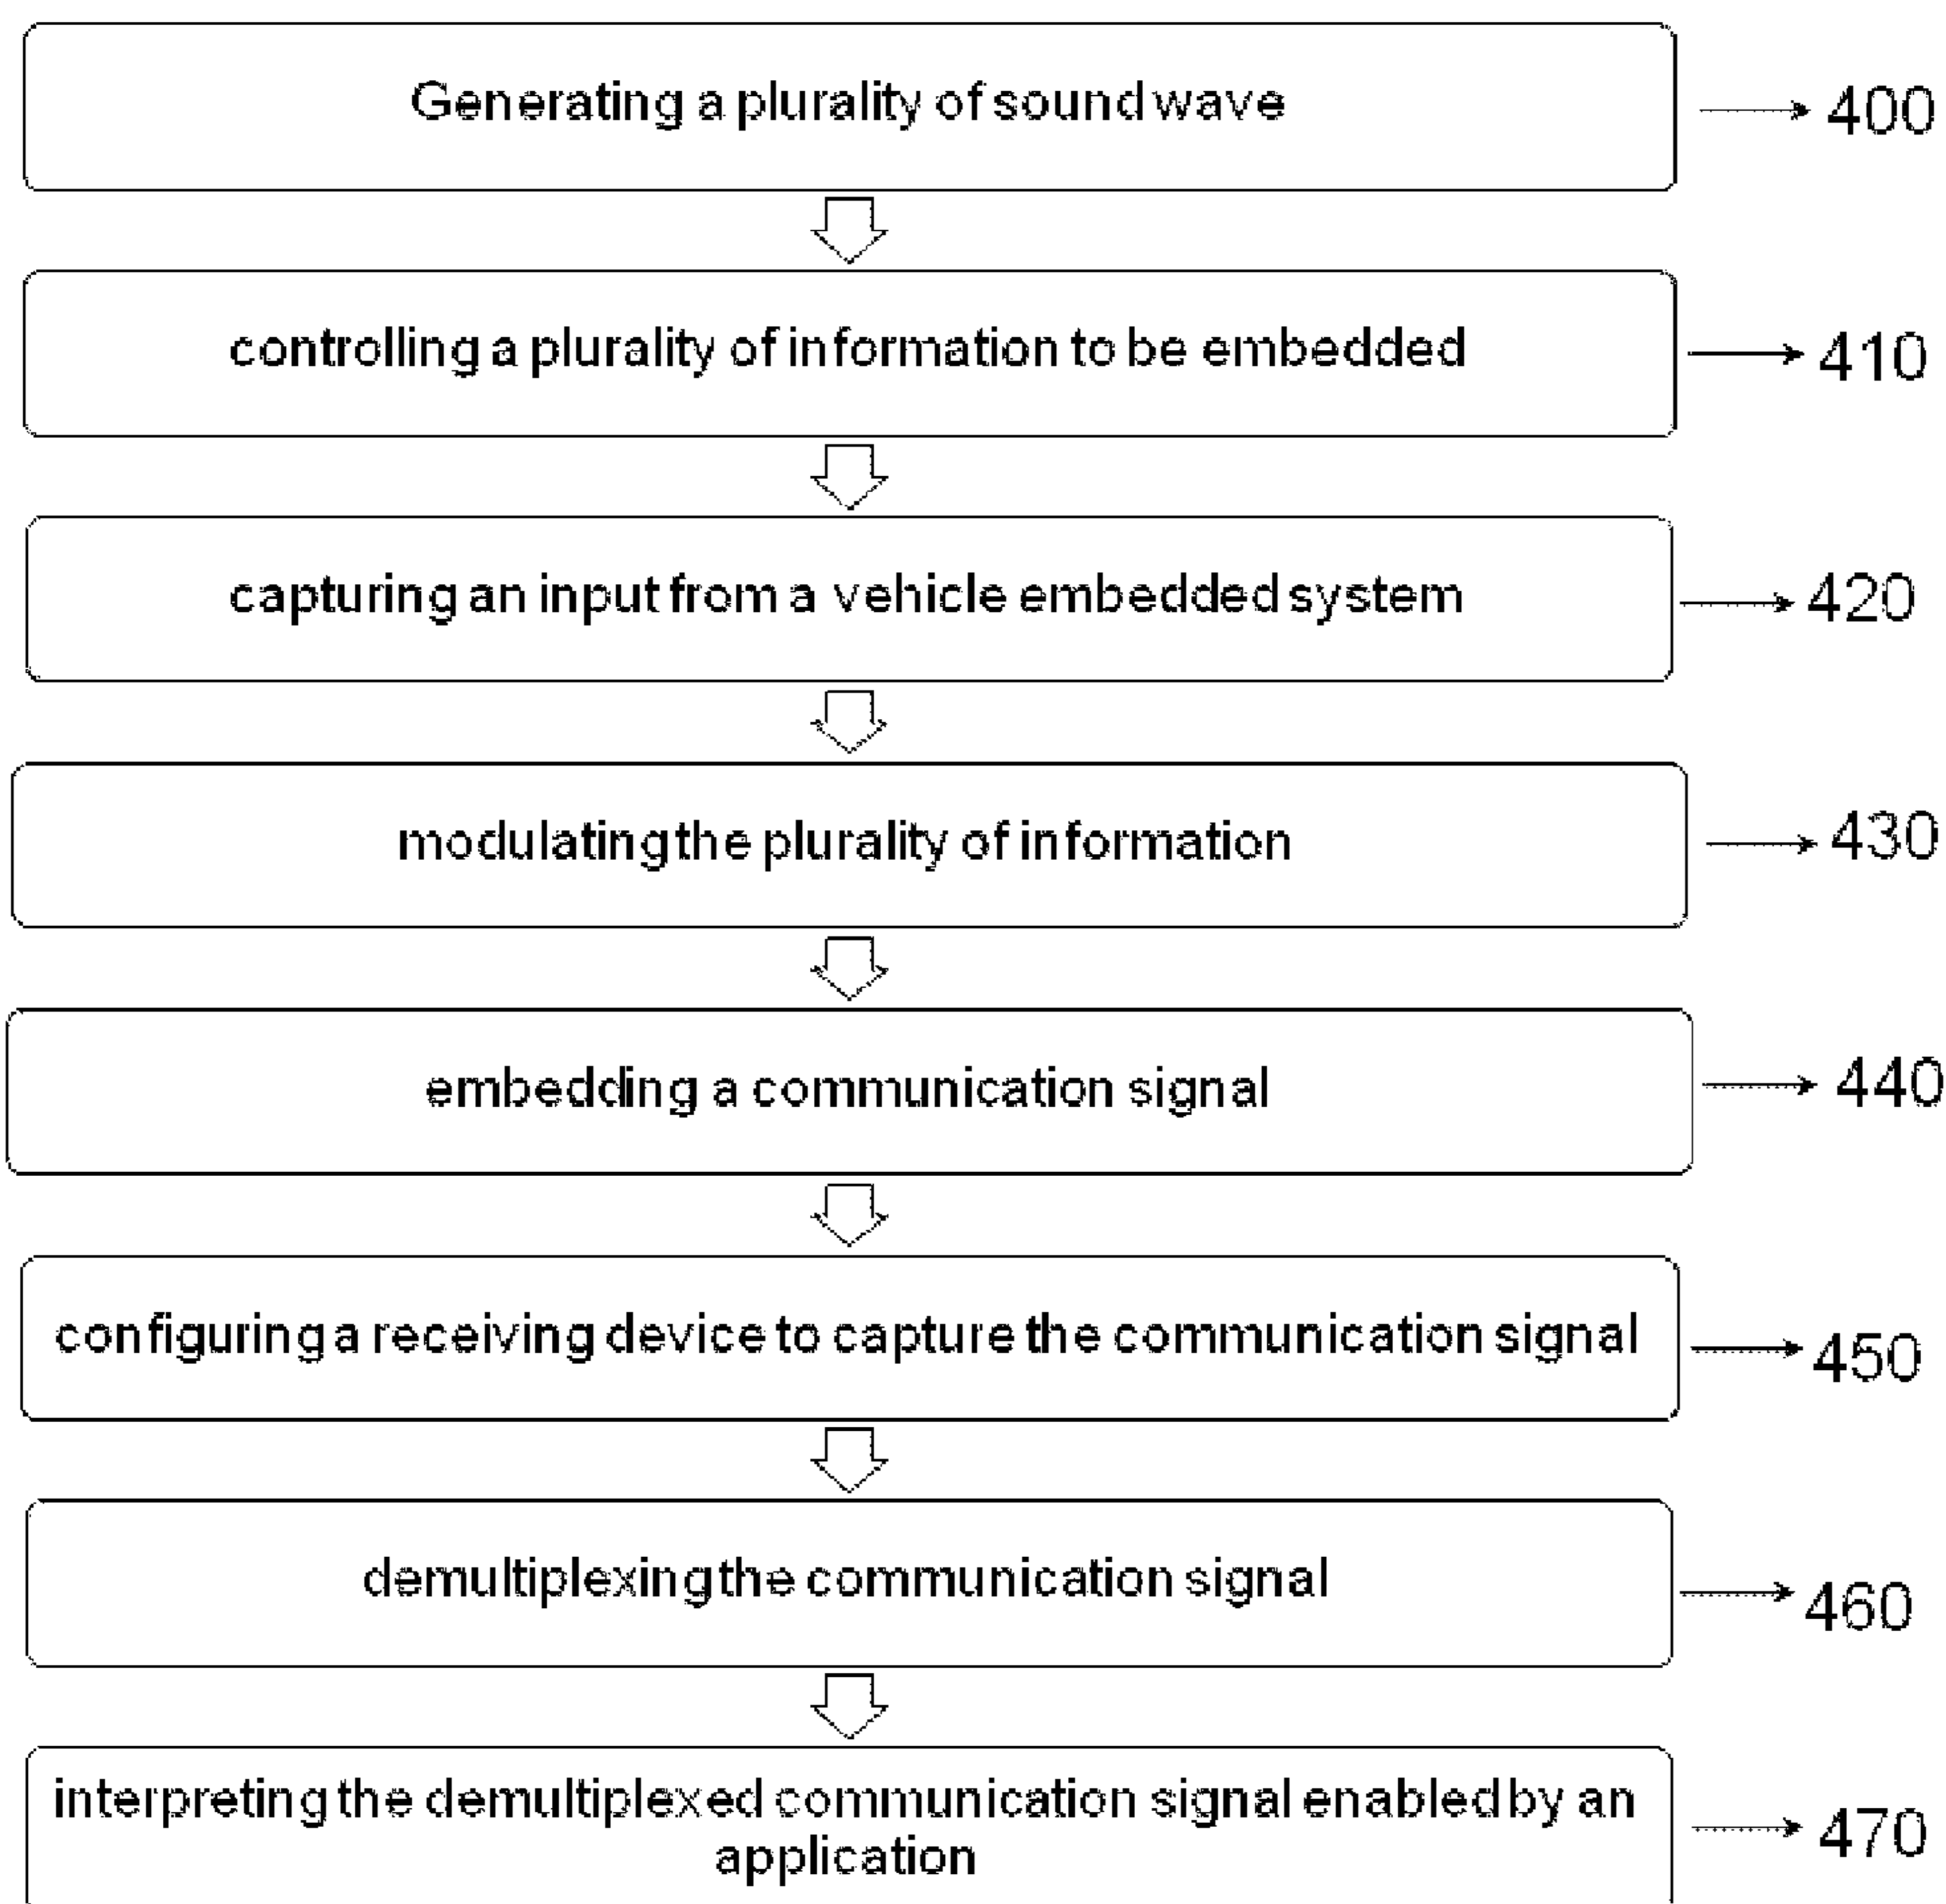 Generating a plurality of sound wave
400
controlling a plurality of information to be embedded
410
capturing an input from a vehicle embedded system
420
modulating the plurality of information
430
embedding a communication signal
440
configuring a receiving device to capture the communication signal
450
demultiplexing the communication signal
460
interpreting the demultiplexed communication signal enabled by an
application
470